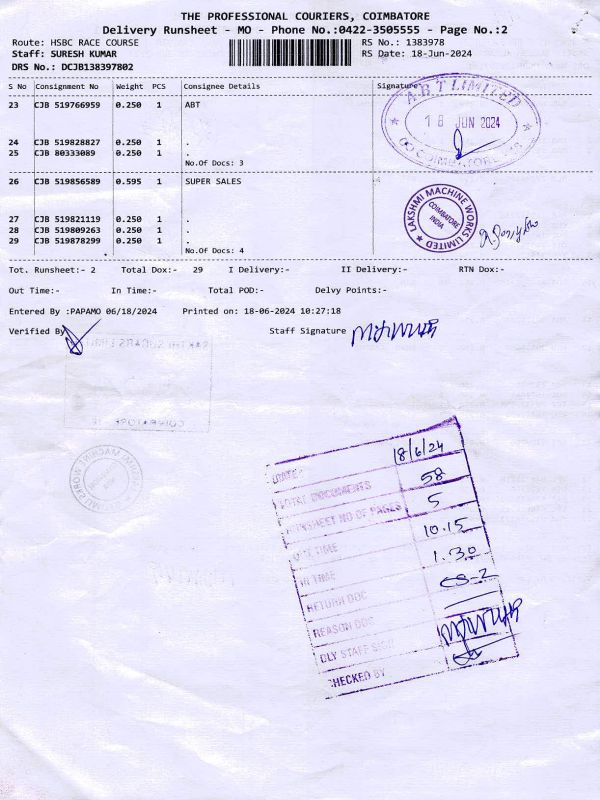 THE PROFESSIONAL COURIERS, COIMBATORE
Delivery Runsheet - MO - Phone No.:0422-3505555 - Page No.:2
Route: HSBC RACE COURSE RS No.: 1383978
Staff: SURESH KUMAR RS Date: 18-Jun-2024
DRS No.: DCJB138397802
S No Consignment No Weight PCS Consignee Details Signature
23 CJB 519766959 0.250 1 ABT
A B T LIMITED
18 JUN 2024
24 CJB 519828827 0.250 1 .
25 CJB 80333089 0.250 1 .
No.Of Docs: 3
26 CJB 519856589 0.595 1 SUPER SALES
LAKSHMI MACHINE WORKS LIMITED
COIMBATORE
INDIA
27 CJB 519821119 0.250 1 .
28 CJB 519809263 0.250 1 .
29 CJB 519878299 0.250 1 .
No.Of Docs: 4
Tot. Runsheet:- 2 Total Dox:- 29 I Delivery:- II Delivery:- RTN Dox:-
Out Time:- In Time:- Total POD:- Delvy Points:-
Entered By :PAPAMO 06/18/2024 Printed on: 18-06-2024 10:27:18
Verified By Staff Signature
DATE 18/6/24
TOTAL DOCUMENTS 58
RUNSHEET NO OF PAGES 5
OUT TIME 10.15
IN TIME 1.30
RETURN DOC
REASON DOC
DLY STAFF SIGN
CHECKED BY